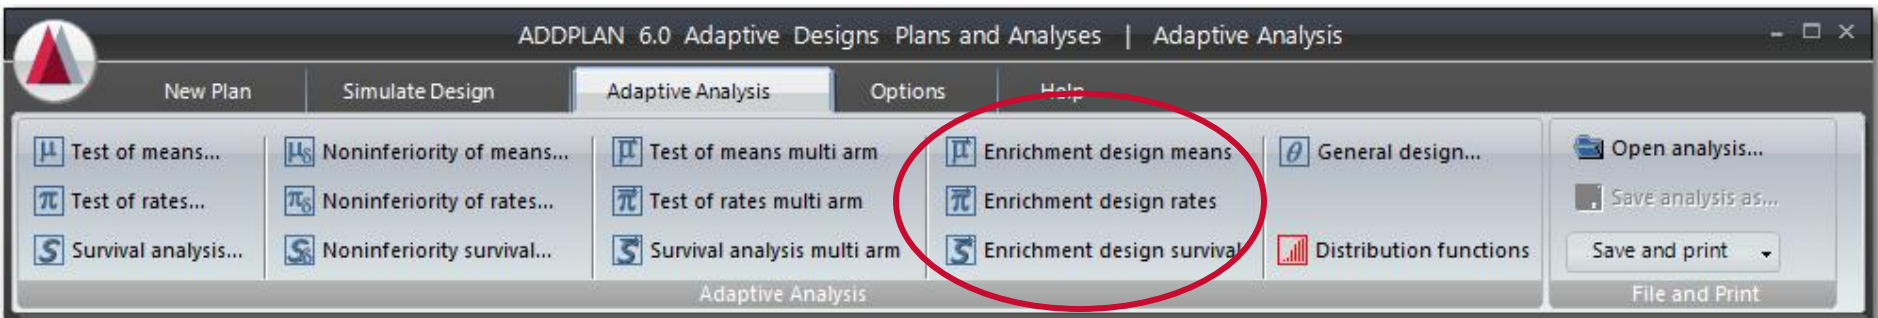 ADDPLAN 6.0 Adaptive Designs Plans and Analyses | Adaptive Analysis
New Plan Simulate Design Adaptive Analysis Options Help
μ Test of means... μδ Noninferiority of means... μ Test of means multi arm μ Enrichment design means θ General design... Open analysis...
π Test of rates... πδ Noninferiority of rates... π Test of rates multi arm π Enrichment design rates Save analysis as...
S Survival analysis... Sδ Noninferiority survival... S Survival analysis multi arm S Enrichment design survival Distribution functions Save and print
Adaptive Analysis File and Print